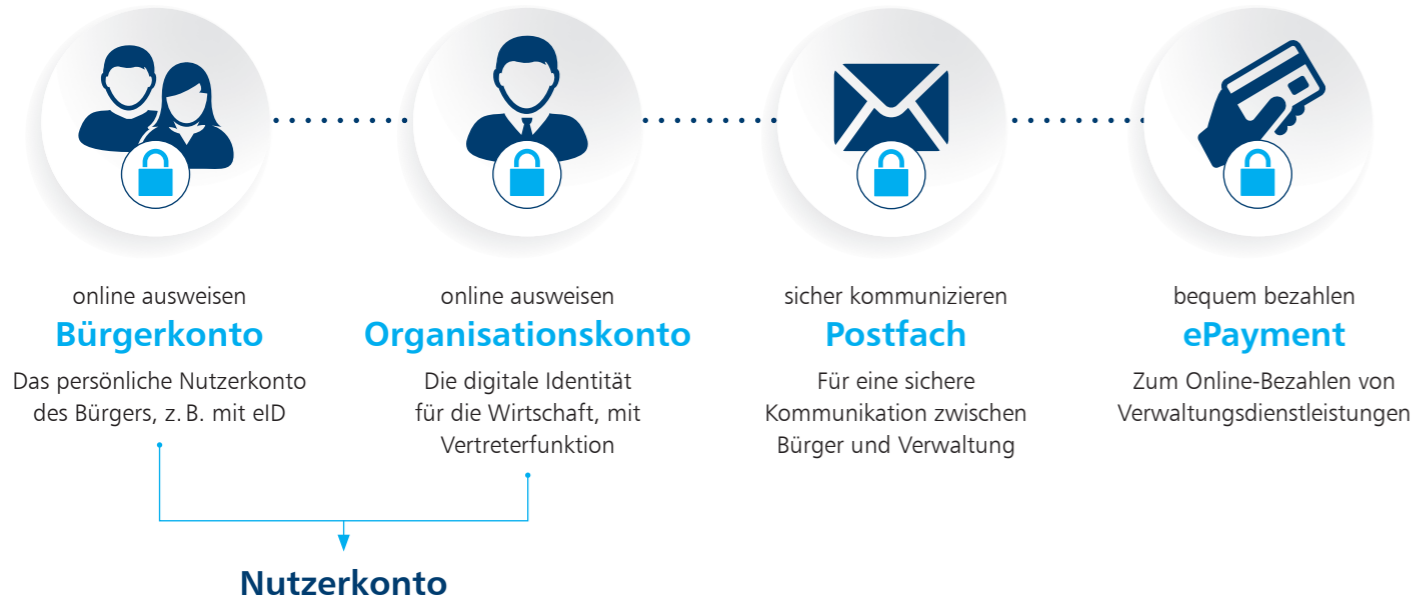 online ausweisen
Bürgerkonto
Das persönliche Nutzerkonto
des Bürgers, z. B. mit eID
online ausweisen
Organisationskonto
Die digitale Identität
für die Wirtschaft, mit
Vertreterfunktion
sicher kommunizieren
Postfach
Für eine sichere
Kommunikation zwischen
Bürger und Verwaltung
bequem bezahlen
ePayment
Zum Online-Bezahlen von
Verwaltungsdienstleistungen
Nutzerkonto